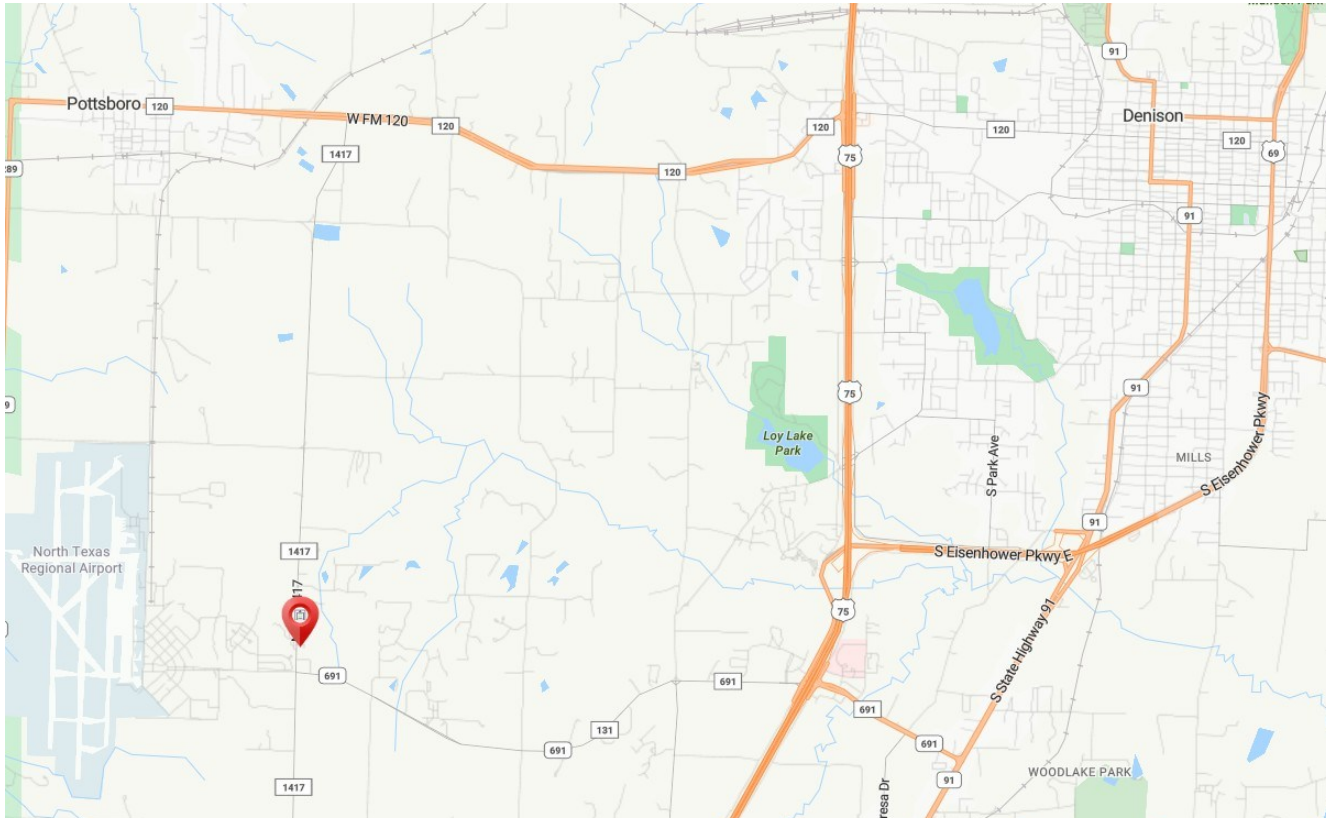 91
Denison
Pottsboro
120
W FM 120
120
120
120
120
1417
75
69
289
120
91
75
91
Loy Lake
Park
S Park Ave
MILLS
S Eisenhower Pkwy
91
North Texas
Regional Airport
1417
S Eisenhower Pkwy E
75
S State Highway 91
691
691
691
131
691
691
91
WOODLAKE PARK
1417